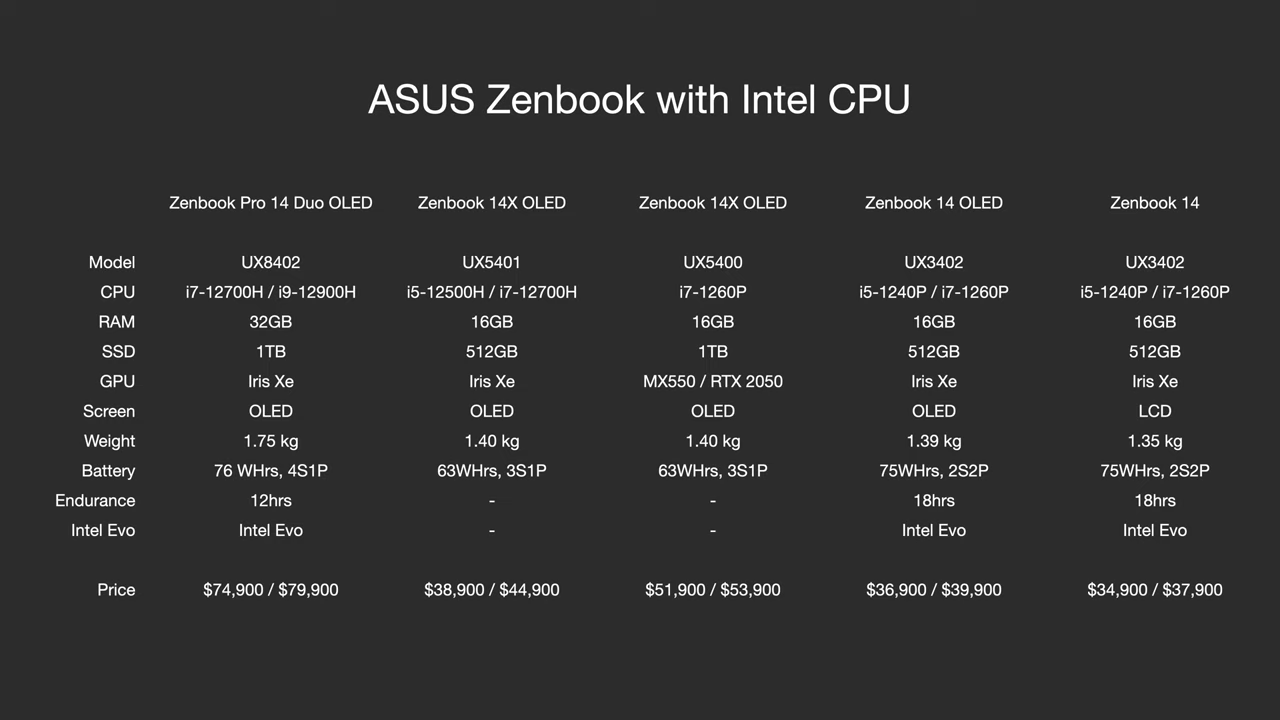 ASUS Zenbook with Intel CPU
Zenbook Pro 14 Duo OLED Zenbook 14X OLED Zenbook 14X OLED Zenbook 14 OLED Zenbook 14
Model UX8402 UX5401 UX5400 UX3402 UX3402
CPU i7-12700H / i9-12900H i5-12500H / i7-12700H i7-1260P i5-1240P / i7-1260P i5-1240P / i7-1260P
RAM 32GB 16GB 16GB 16GB 16GB
SSD 1TB 512GB 1TB 512GB 512GB
GPU Iris Xe Iris Xe MX550 / RTX 2050 Iris Xe Iris Xe
Screen OLED OLED OLED OLED LCD
Weight 1.75 kg 1.40 kg 1.40 kg 1.39 kg 1.35 kg
Battery 76 WHrs, 4S1P 63WHrs, 3S1P 63WHrs, 3S1P 75WHrs, 2S2P 75WHrs, 2S2P
Endurance 12hrs - - 18hrs 18hrs
Intel Evo Intel Evo - - Intel Evo Intel Evo
Price $74,900 / $79,900 $38,900 / $44,900 $51,900 / $53,900 $36,900 / $39,900 $34,900 / $37,900